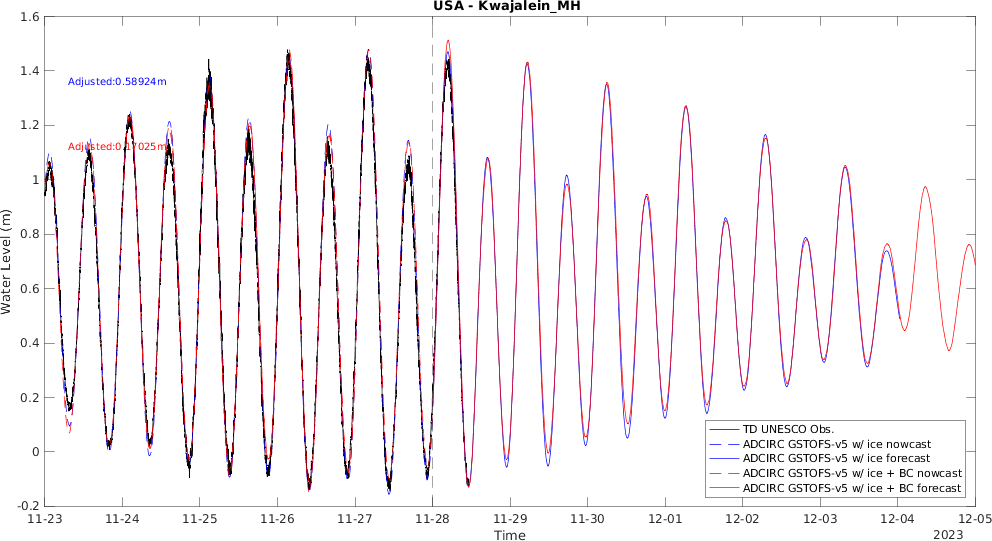 USA - Kwajalein_MH
1.6
1.4
1.2
1
0.8
0.6
0.4
0.2
0
-0.2
Water Level (m)
Adjusted:0.58924m
Adjusted:0.17025m
TD UNESCO Obs.
ADCIRC GSTOFS-v5 w/ ice nowcast
ADCIRC GSTOFS-v5 w/ ice forecast
ADCIRC GSTOFS-v5 w/ ice + BC nowcast
ADCIRC GSTOFS-v5 w/ ice + BC forecast
11-23 11-24 11-25 11-26 11-27 11-28 11-29 11-30 12-01 12-02 12-03 12-04 12-05
Time
2023